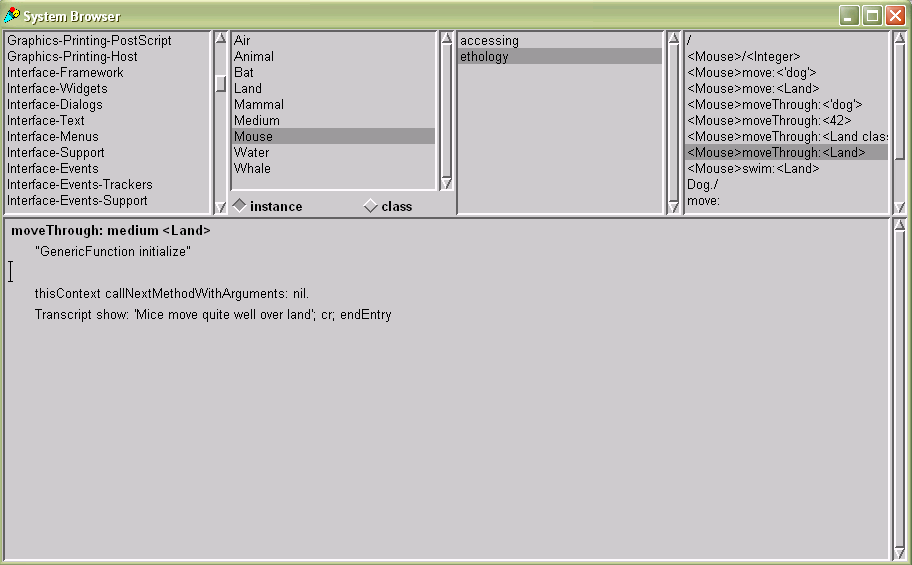 System Browser
Graphics-Printing-PostScript
Graphics-Printing-Host
Interface-Framework
Interface-Widgets
Interface-Dialogs
Interface-Text
Interface-Menus
Interface-Support
Interface-Events
Interface-Events-Trackers
Interface-Events-Support
Air
Animal
Bat
Land
Mammal
Medium
Mouse
Water
Whale
instance
class
accessing
ethology
/
<Mouse>/<Integer>
<Mouse>move:<'dog'>
<Mouse>move:<Land>
<Mouse>moveThrough:<'dog'>
<Mouse>moveThrough:<42>
<Mouse>moveThrough:<Land clas
<Mouse>moveThrough:<Land>
<Mouse>swim:<Land>
Dog./
move:
moveThrough: medium <Land>
"GenericFunction initialize"
thisContext callNextMethodWithArguments: nil.
Transcript show: 'Mice move quite well over land'; cr; endEntry